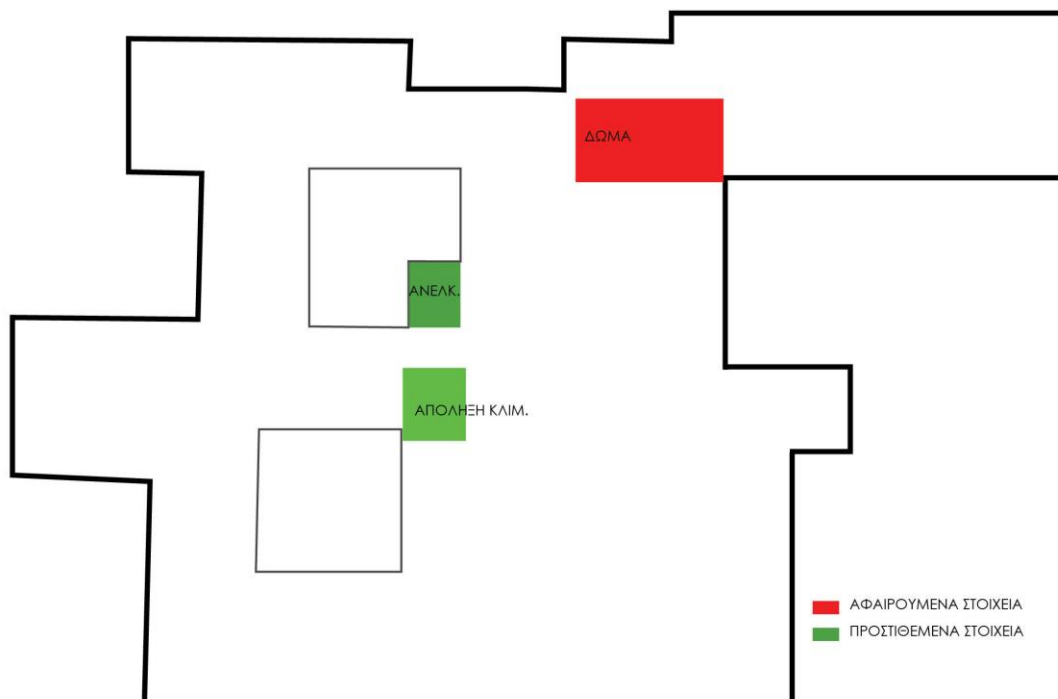 ΔΩΜΑ
ΑΝΕΛΚ.
ΑΠΟΛΗΞΗ ΚΛΙΜ.
ΑΦΑΙΡΟΥΜΕΝΑ ΣΤΟΙΧΕΙΑ
ΠΡΟΣΤΙΘΕΜΕΝΑ ΣΤΟΙΧΕΙΑ